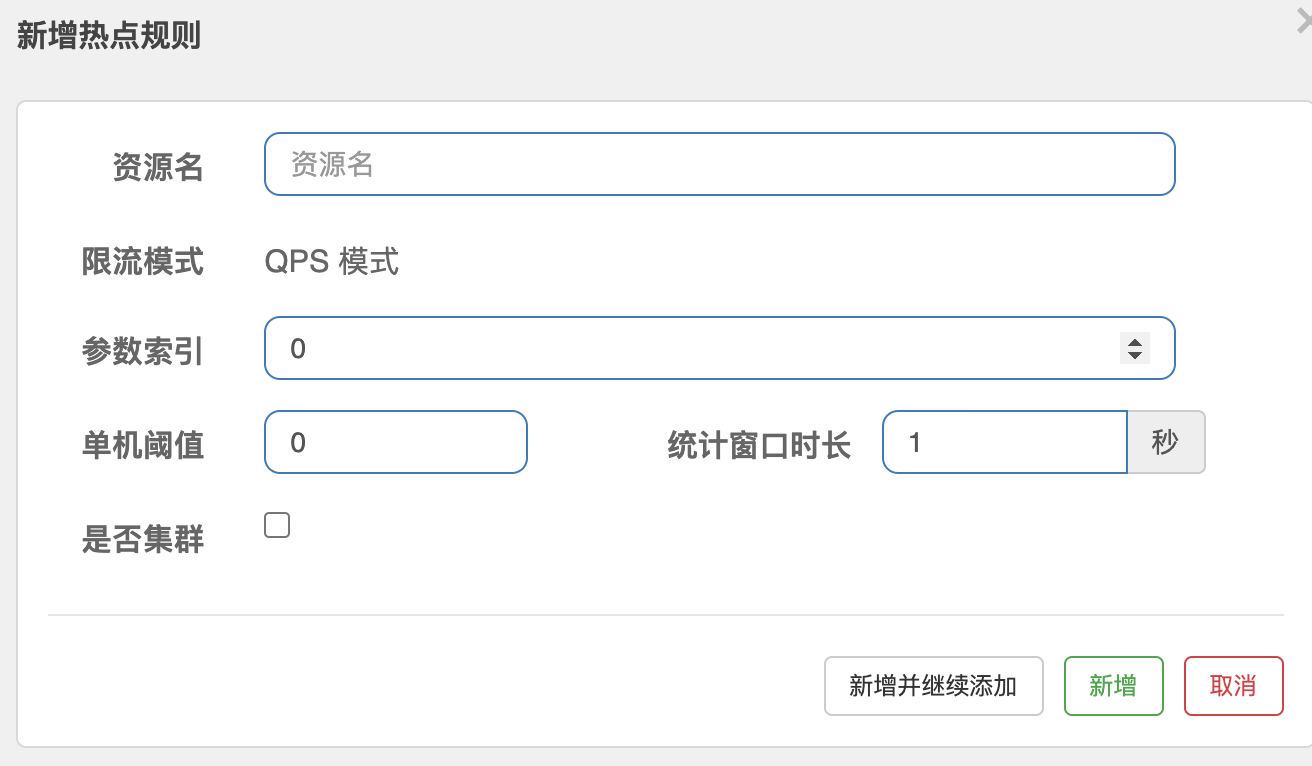 新增热点规则
资源名 资源名
限流模式 QPS 模式
参数索引 0
单机阈值 0 统计窗口时长 1 秒
是否集群
新增并继续添加 新增 取消